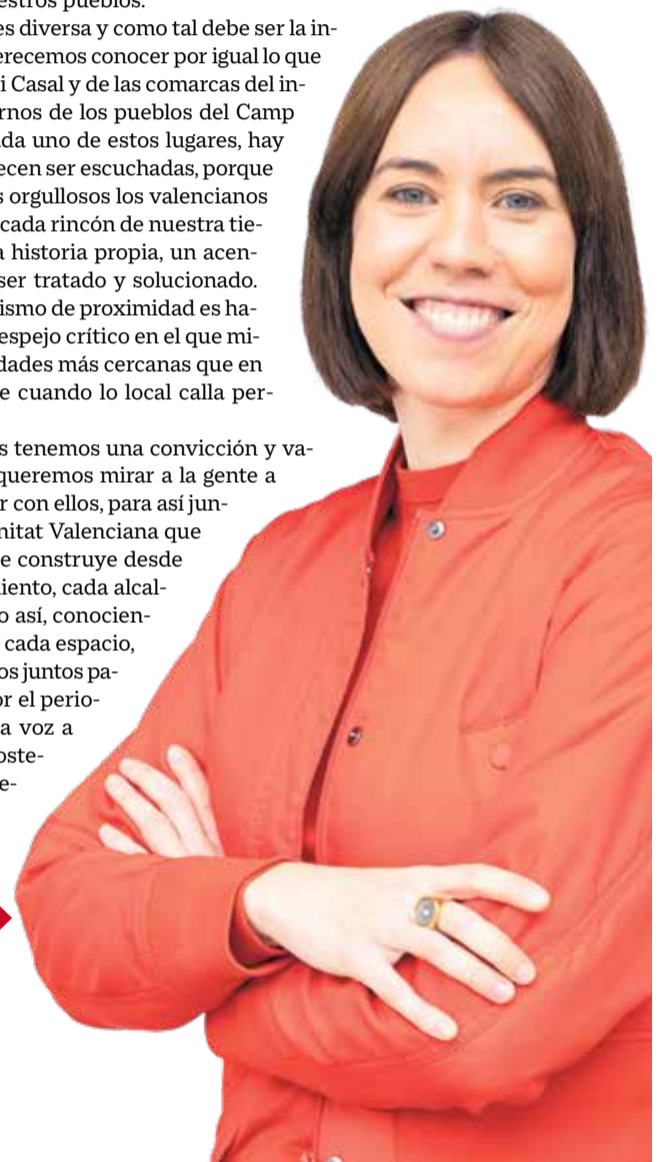 estros pueblos.
es diversa y como tal debe ser la in-
erecemos conocer por igual lo que
i Casal y de las comarcas del in-
rnos de los pueblos del Camp
da uno de estos lugares, hay
ecen ser escuchadas, porque
s orgullosos los valencianos
cada rincón de nuestra tie-
a historia propia, un acen-
ser tratado y solucionado.
ismo de proximidad es ha-
espejo crítico en el que mi-
dades más cercanas que en
e cuando lo local calla per-
s tenemos una convicción y va-
queremos mirar a la gente a
r con ellos, para así jun-
nitat Valenciana que
e construye desde
iento, cada alcal-
o así, conocien-
cada espacio,
os juntos pa-
or el perio-
a voz a
oste-
e-